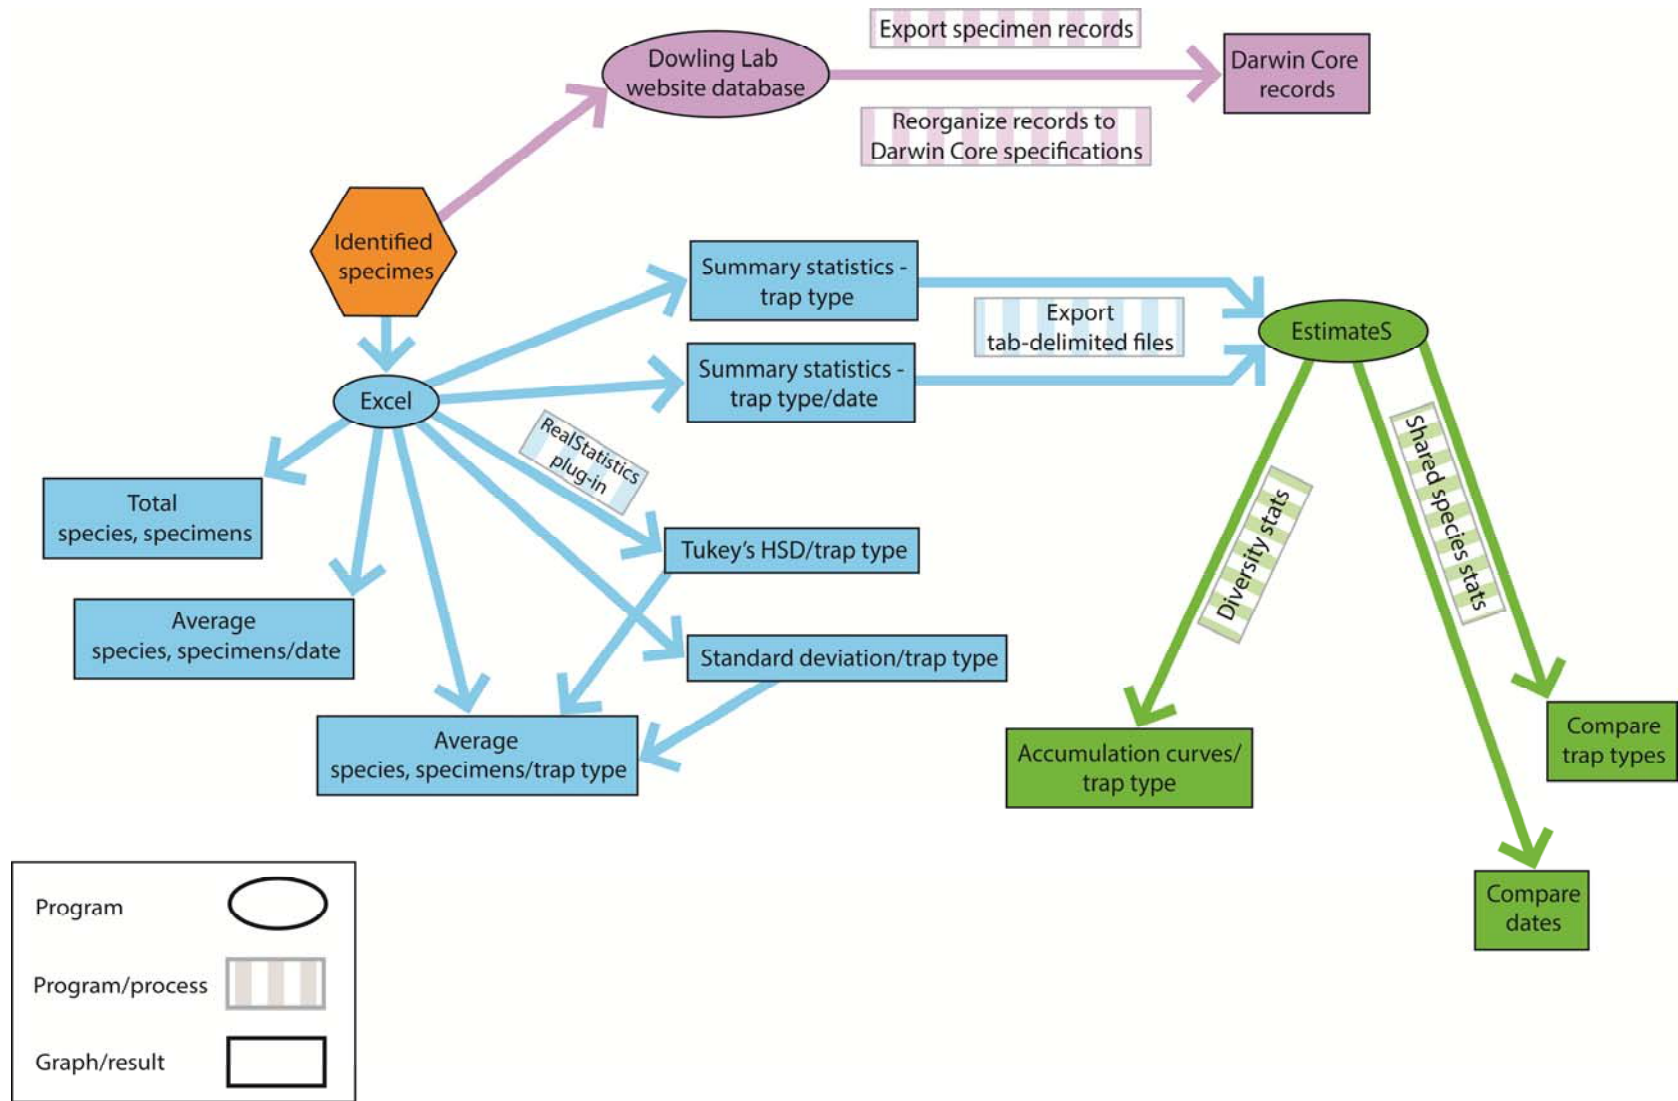 Export specimen records
Dowling Lab
website database
Darwin Core
records
Reorganize records to
Darwin Core specifications
Identified
specimes
Summary statistics -
trap type
Export
tab-delimited files
EstimateS
Summary statistics -
trap type/date
Excel
RealStatistics
plug-in
Total
species, specimens
Tukey's HSD/trap type
Diversity stats
Shared species stats
Average
species, specimens/date
Standard deviation/trap type
Average
species, specimens/trap type
Accumulation curves/
trap type
Compare
trap types
Compare
dates
Program
Program/process
Graph/result